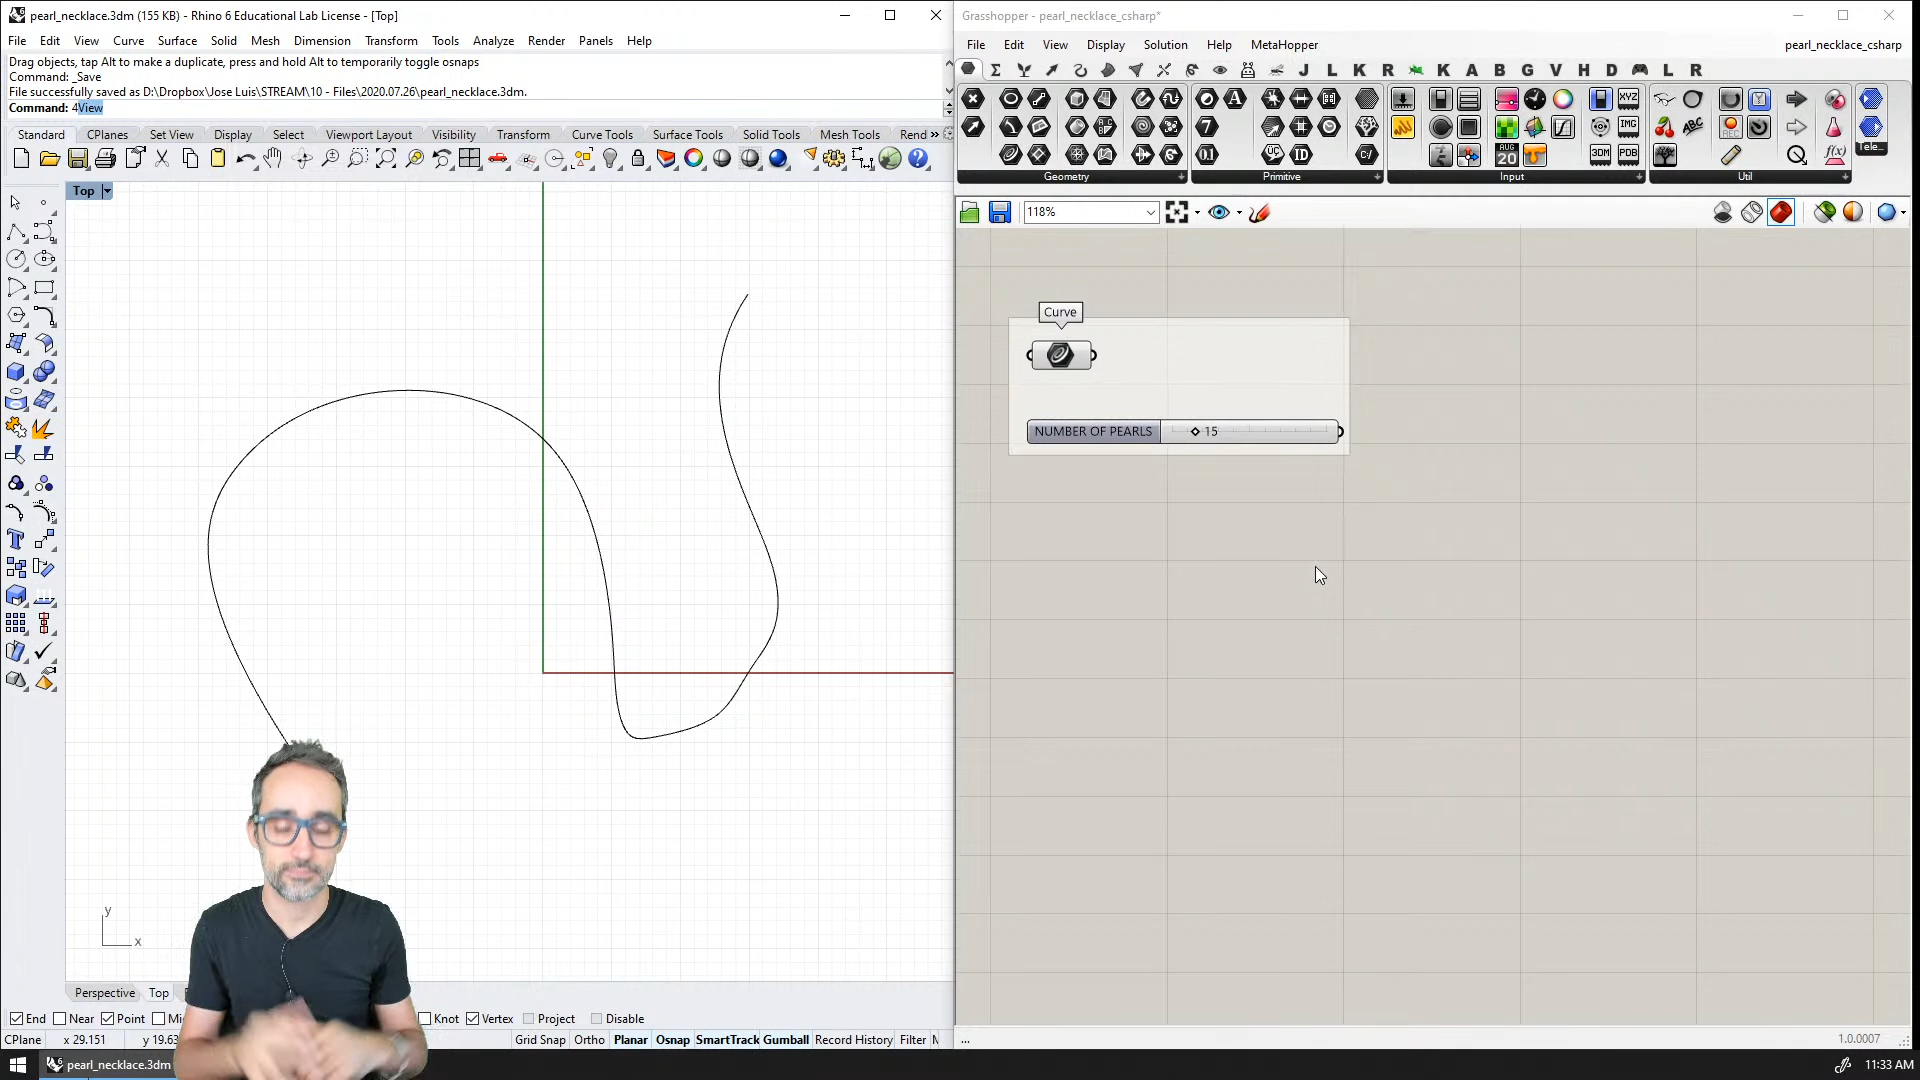 pearl_necklace.3dm (155 KB) - Rhino 6 Educational Lab License - [Top]
File Edit View Curve Surface Solid Mesh Dimension Transform Tools Analyze Render Panels Help
Drag objects, tap Alt to make a duplicate, press and hold Alt to temporarily toggle osnaps
Command: _Save
File successfully saved as D:\Dropbox\Jose Luis\STREAM\10 - Files\2020.07.26\pearl_necklace.3dm.
Command: 4View
Standard CPlanes Set View Display Select Viewport Layout Visibility Transform Curve Tools Surface Tools Solid Tools Mesh Tools Rend »
Top
y
x
Perspective Top
End Near Point Mi Knot Vertex Project Disable
CPlane x 29.151 y 19.63 Grid Snap Ortho Planar Osnap SmartTrack Gumball Record History Filter M
pearl_necklace.3dm
Grasshopper - pearl_necklace_csharp*
File Edit View Display Solution Help MetaHopper pearl_necklace_csharp
J L K R K A B G V H D L R
Geometry Primitive Input Util
Tele...
118%
Curve
NUMBER OF PEARLS 15
... 1.0.0007
11:33 AM